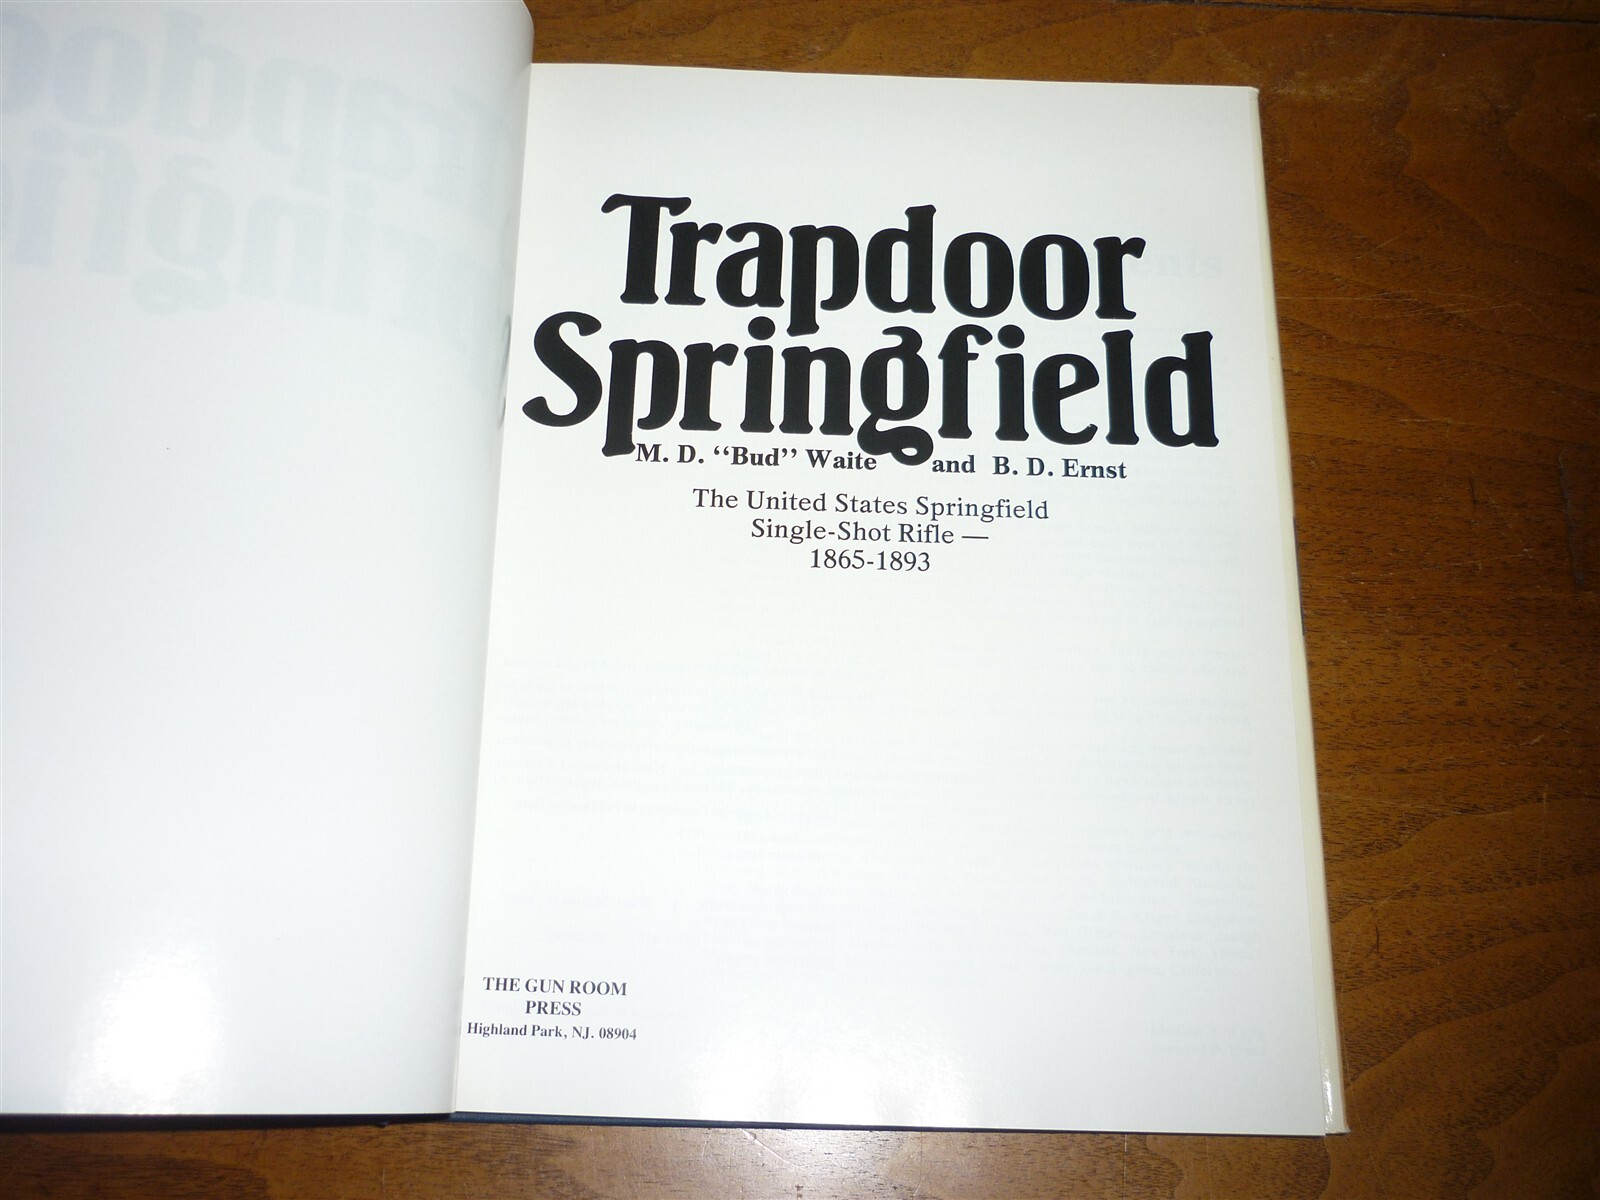 Trapdoor
Springfield
M. D. “Bud” Waite and B. D. Ernst
The United States Springfield
Single-Shot Rifle —
1865-1893
THE GUN ROOM
PRESS
Highland Park, NJ. 08904